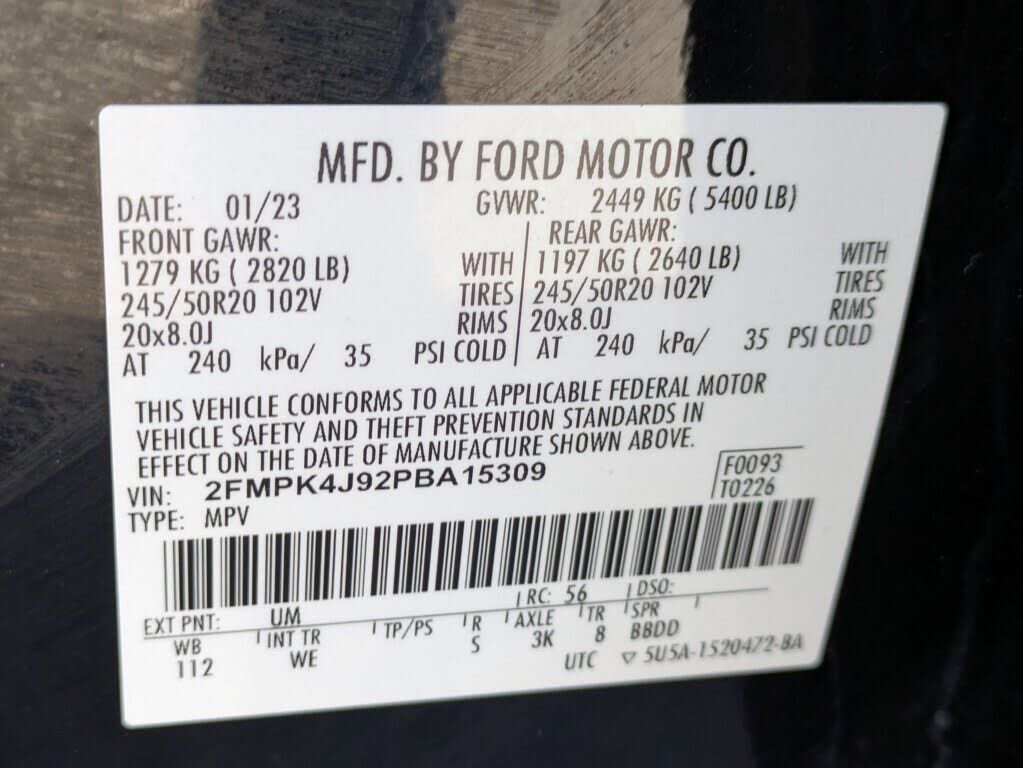 MFD. BY FORD MOTOR CO.
DATE: 01/23 GVWR: 2449 KG ( 5400 LB)
FRONT GAWR: REAR GAWR:
1279 KG ( 2820 LB) WITH 1197 KG ( 2640 LB) WITH
245/50R20 102V TIRES 245/50R20 102V TIRES
20x8.0J RIMS 20x8.0J RIMS
AT 240 kPa/ 35 PSI COLD AT 240 kPa/ 35 PSI COLD
THIS VEHICLE CONFORMS TO ALL APPLICABLE FEDERAL MOTOR
VEHICLE SAFETY AND THEFT PREVENTION STANDARDS IN
EFFECT ON THE DATE OF MANUFACTURE SHOWN ABOVE.
VIN: 2FMPK4J92PBA15309 F0093
TYPE: MPV T0226
EXT PNT: UM RC: 56 DSO:
WB INT TR TP/PS R AXLE TR SPR
112 WE S 3K 8 BBDD
UTC ▽ 5U5A-1520472-BA